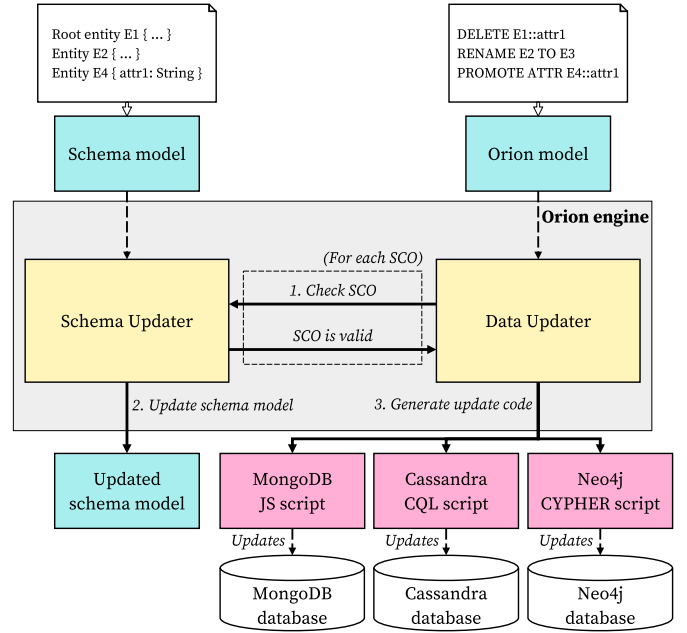 Root entity E1 { ... }
Entity E2 { ... }
Entity E4 { attr1: String }
DELETE E1::attr1
RENAME E2 TO E3
PROMOTE ATTR E4::attr1
Schema model
Orion model
Orion engine
(For each SCO)
1. Check SCO
Schema Updater
Data Updater
SCO is valid
2. Update schema model
3. Generate update code
Updated
schema model
MongoDB
JS script
Cassandra
CQL script
Neo4j
CYPHER script
Updates
Updates
Updates
MongoDB
database
Cassandra
database
Neo4j
database